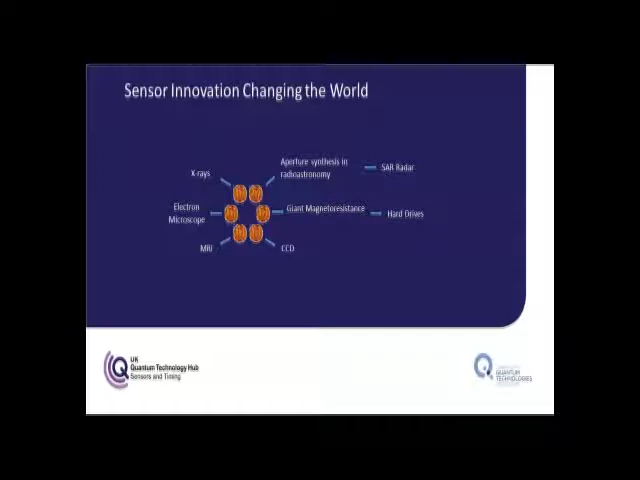 Sensor Innovation Changing the World
X-rays
Aperture synthesis in
radioastronomy
SAR Radar
Electron
Microscope
Giant Magneforesistance
Hard Drives
MRI
CCD
UK
Quantum Technology Hub
Sensors and Timing
QUANTUM
TECHNOLOGIES